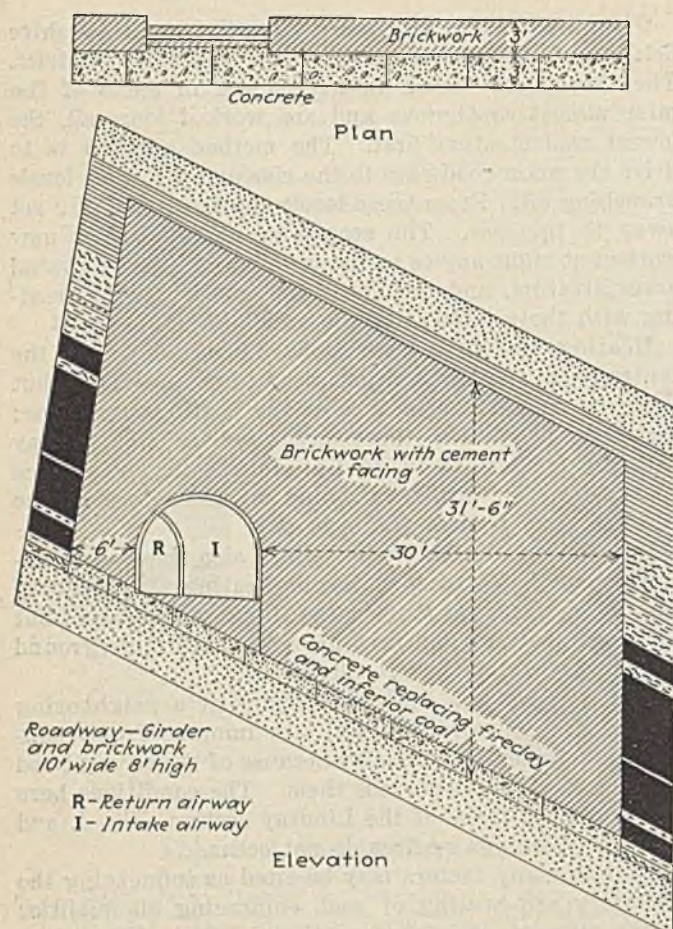 Brickwork 3'
3'
Concrete
Plan
Brickwork with cement
facing
31'-6"
6'
R
I
30'
Concrete replacing fireclay
and inferior coal
Roadway—Girder
and brickwork
10' wide 8' high
R-Return airway
I-Intake airway
Elevation